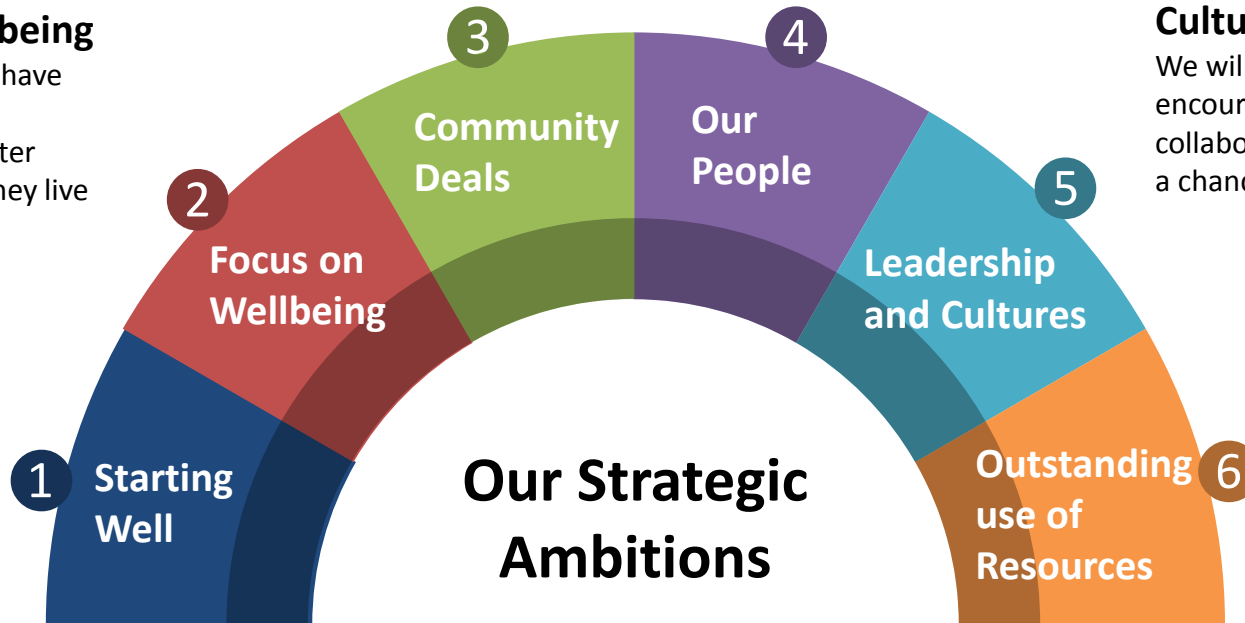 being
have
ter
hey live
3
Community
Deals
4
Our
People
Cultu
We wil
encour
collabo
a chanc
2
Focus on
Wellbeing
5
Leadership
and Cultures
1
Starting
Well
Our Strategic
Ambitions
Outstanding
use of
Resources
6